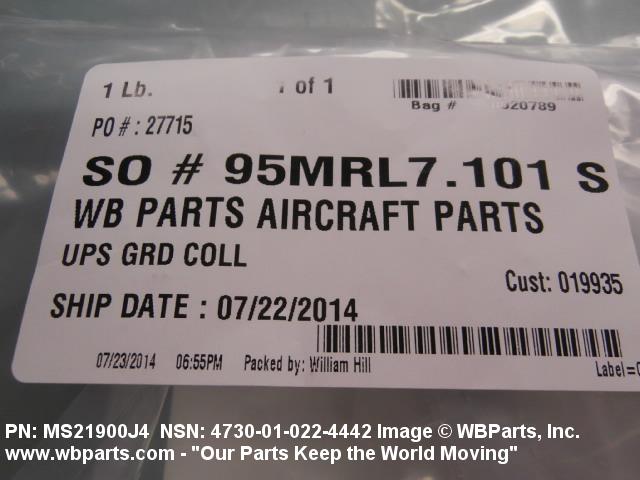 1 Lb.
1 of 1
Bag #
PO # : 27715
SO # 95MRL7.101 S
WB PARTS AIRCRAFT PARTS
UPS GRD COLL
Cust: 019935
SHIP DATE : 07/22/2014
07/23/2014 06:55PM Packed by: William Hill
PN: MS21900J4 NSN: 4730-01-022-4442 Image © WBParts, Inc.
www.wbparts.com - "Our Parts Keep the World Moving"